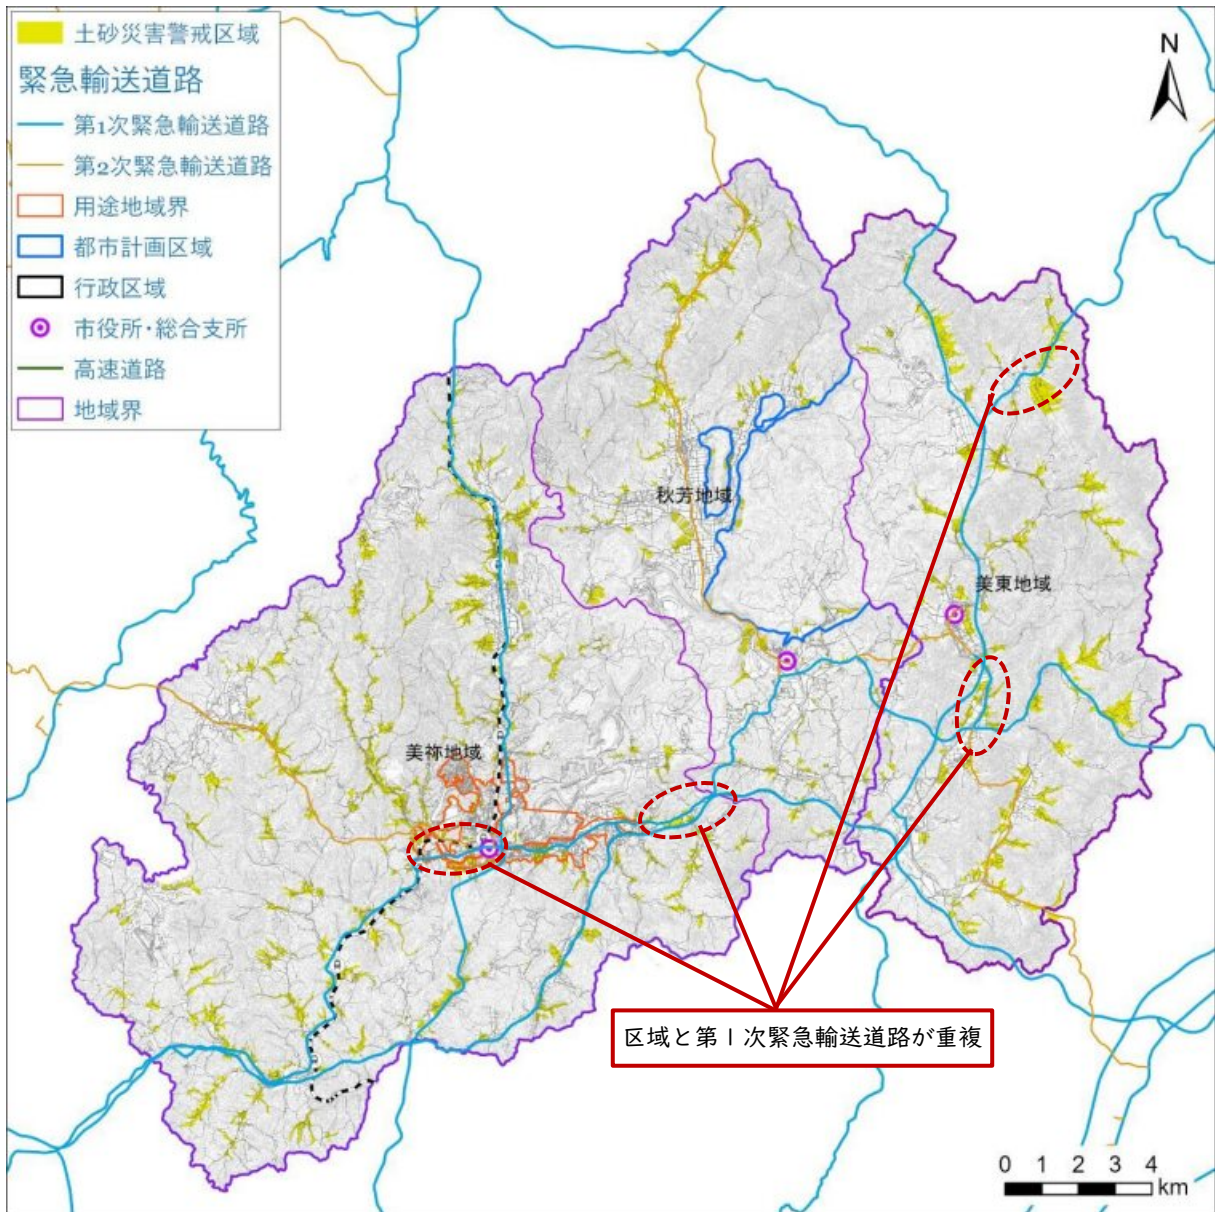 土砂災害警戒区域
緊急輸送道路
第1次緊急輸送道路
第2次緊急輸送道路
用途地域界
都市計画区域
行政区域
市役所・総合支所
高速道路
地域界
N
秋芳地域
美東地域
美祢地域
区域と第1次緊急輸送道路が重複
0 1 2 3 4
km